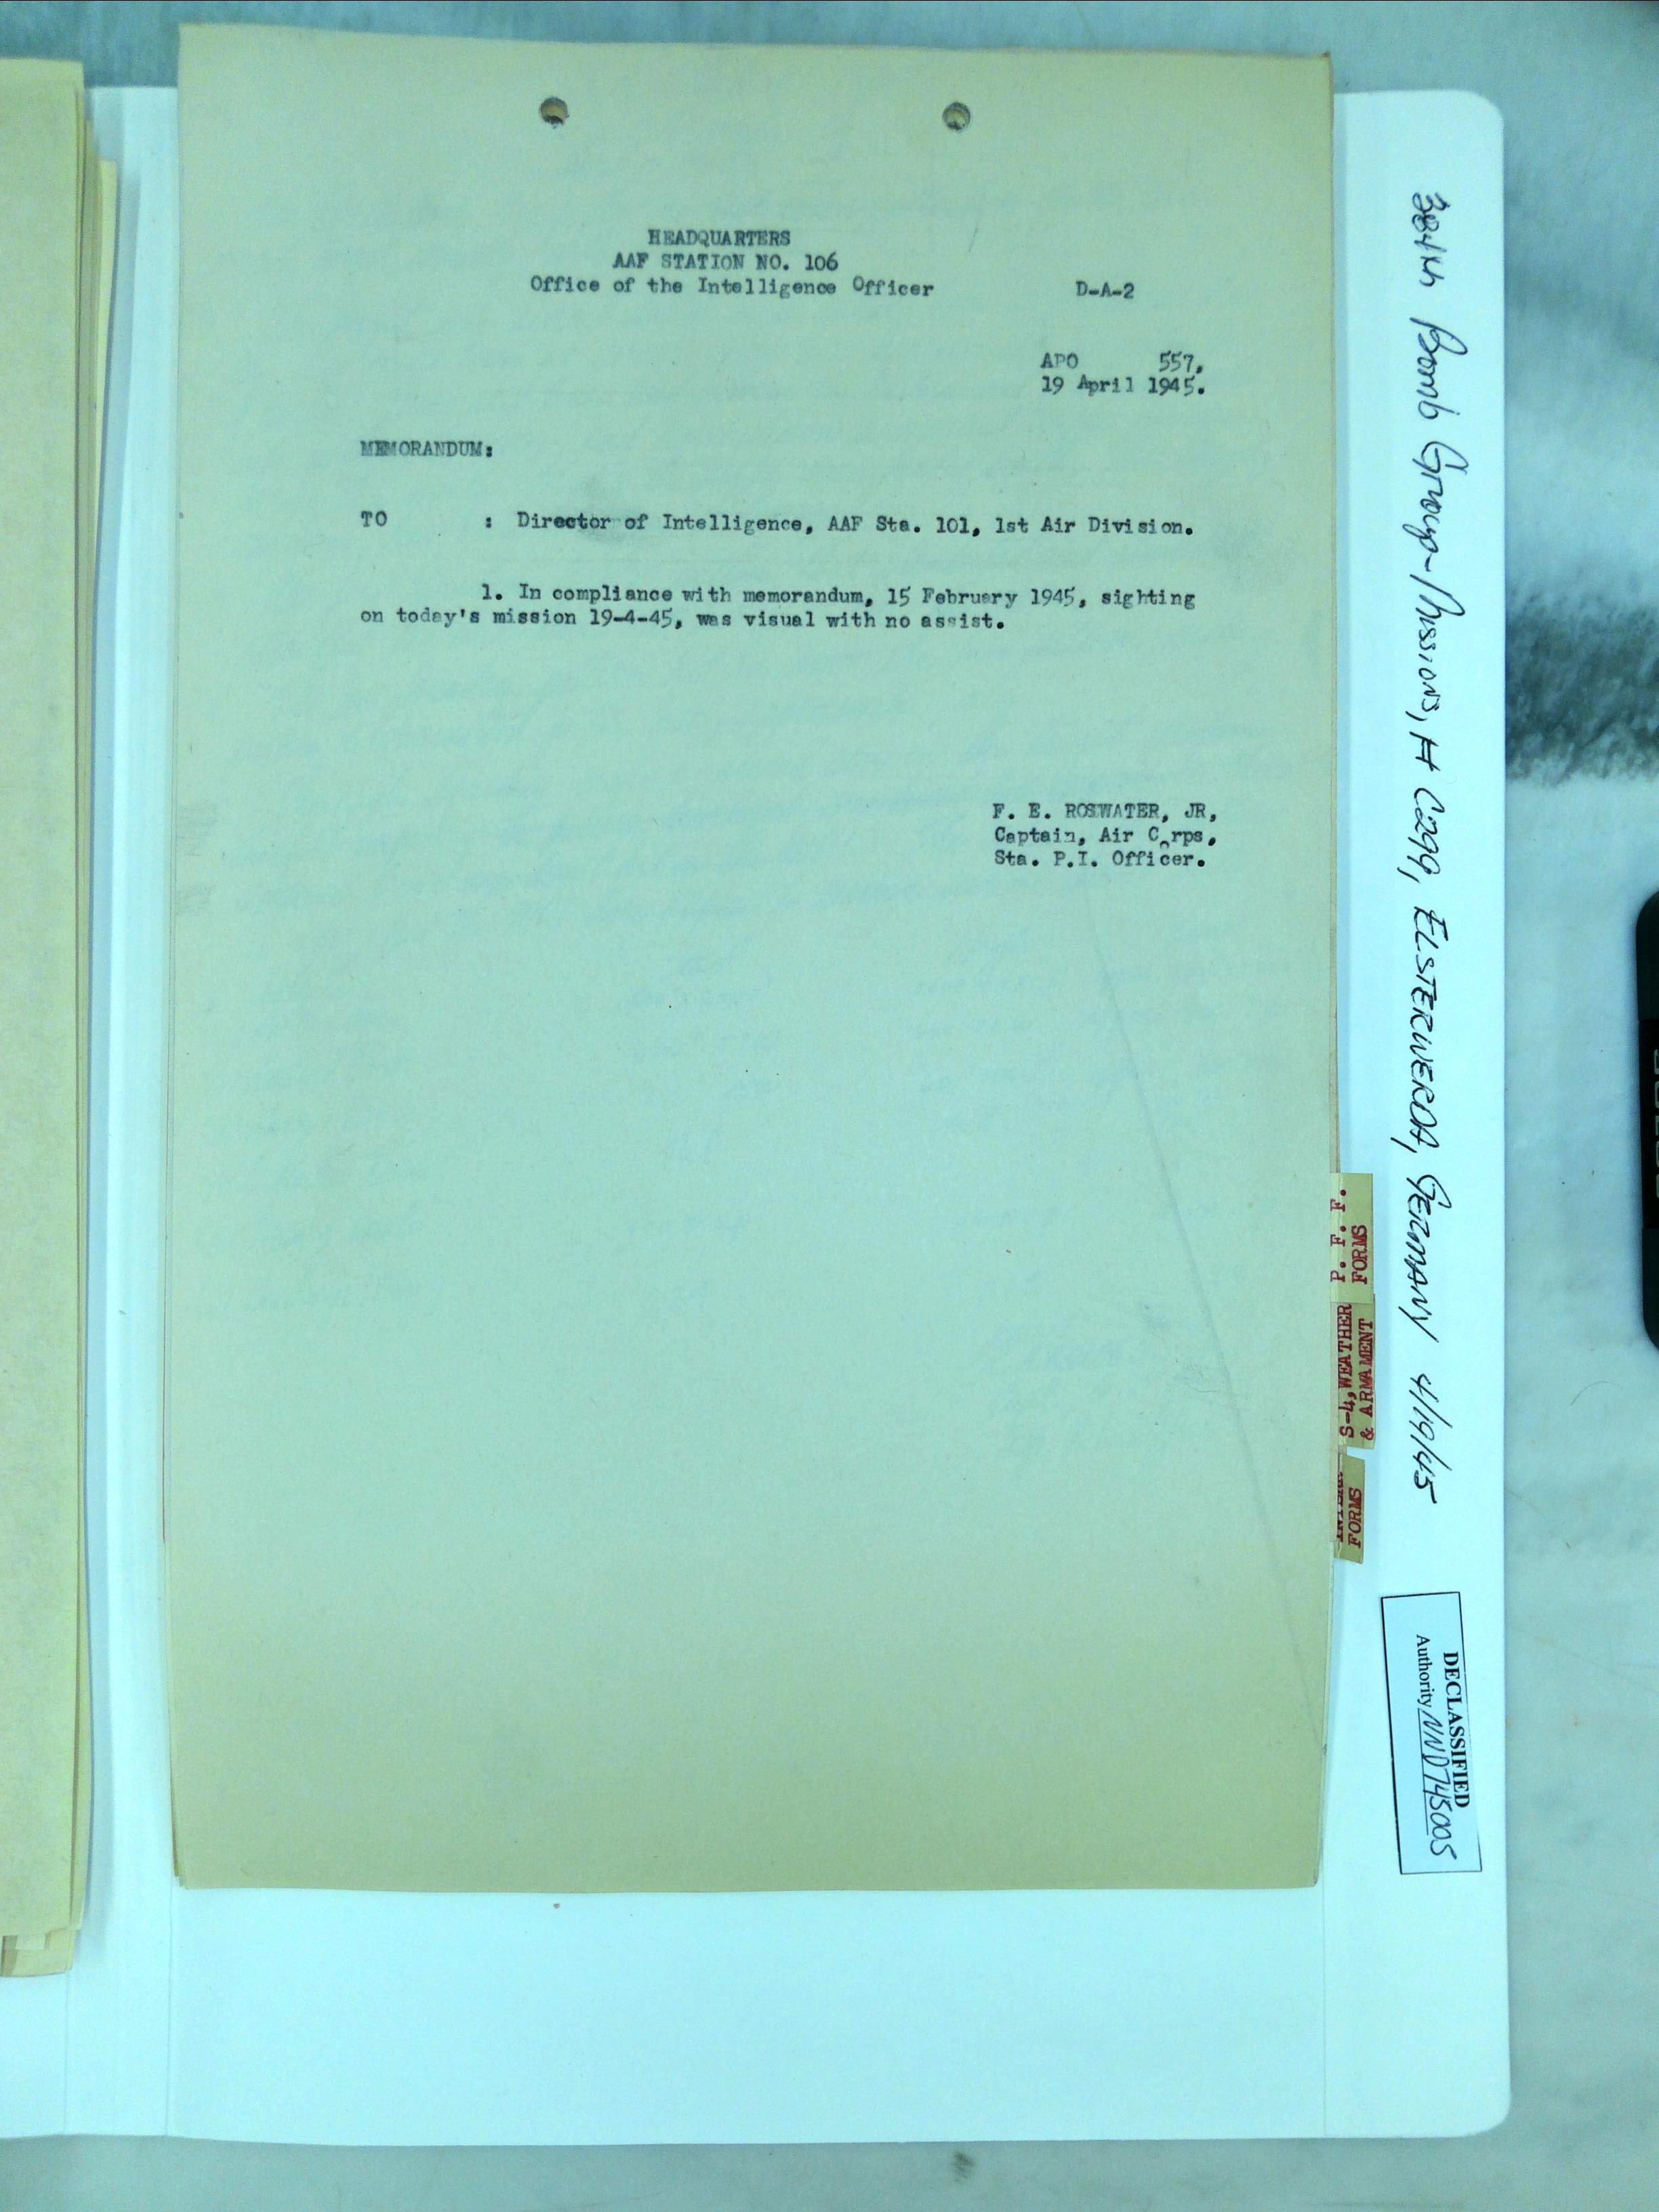 HEADQUARTERS
AAF STATION NO. 106
Office of the Intelligence Officer D-A-2
APO 557,
19 April 1945.
MEMORANDUM:
TO : Director of Intelligence, AAF Sta. 101, 1st Air Division.
1. In compliance with memorandum, 15 February 1945, sighting
on today's mission 19-4-45, was visual with no assist.
F. E. ROSEWATER, JR,
Captain, Air Corps,
Sta. P.I. Officer.
P. F. F.
FORMS
S-4, WEATHER
& ARMAMENT
FORMS
384th Bomb Group-Missions, # C299, ELSTERWERDA, GERMANY 4/19/45
DECLASSIFIED
Authority NND745005